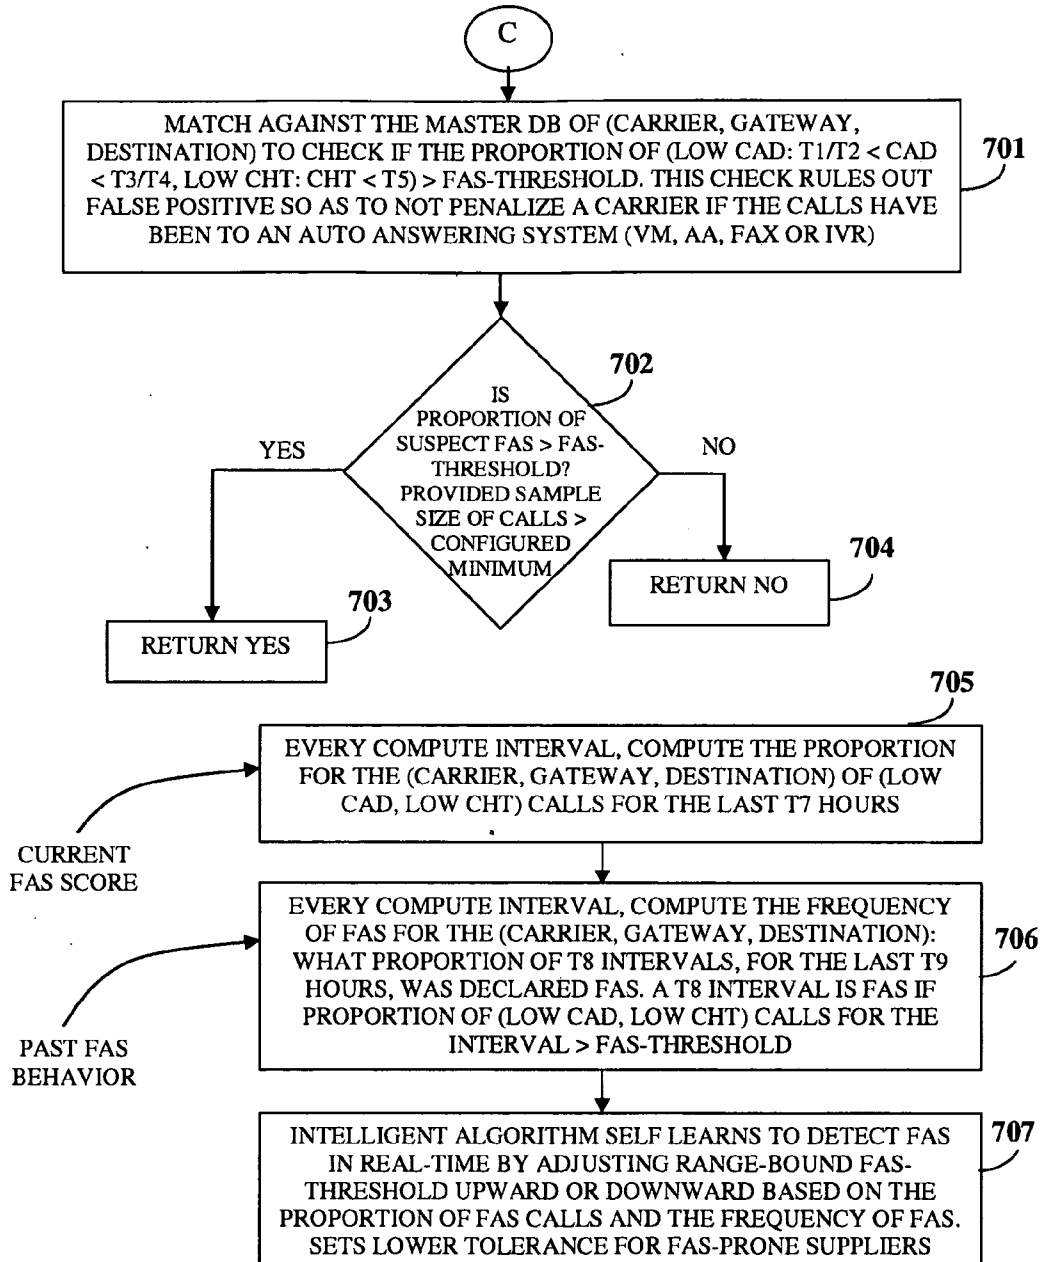 C
MATCH AGAINST THE MASTER DB OF (CARRIER, GATEWAY,
DESTINATION) TO CHECK IF THE PROPORTION OF (LOW CAD: T1/T2 < CAD
< T3/T4, LOW CHT: CHT < T5) > FAS-THRESHOLD. THIS CHECK RULES OUT
FALSE POSITIVE SO AS TO NOT PENALIZE A CARRIER IF THE CALLS HAVE
BEEN TO AN AUTO ANSWERING SYSTEM (VM, AA, FAX OR IVR)
701
702
IS
PROPORTION OF
SUSPECT FAS > FAS-
THRESHOLD?
PROVIDED SAMPLE
SIZE OF CALLS >
CONFIGURED
MINIMUM
YES
NO
704
RETURN NO
703
RETURN YES
705
EVERY COMPUTE INTERVAL, COMPUTE THE PROPORTION
FOR THE (CARRIER, GATEWAY, DESTINATION) OF (LOW
CAD, LOW CHT) CALLS FOR THE LAST T7 HOURS
CURRENT
FAS SCORE
EVERY COMPUTE INTERVAL, COMPUTE THE FREQUENCY
OF FAS FOR THE (CARRIER, GATEWAY, DESTINATION):
WHAT PROPORTION OF T8 INTERVALS, FOR THE LAST T9
HOURS, WAS DECLARED FAS. A T8 INTERVAL IS FAS IF
PROPORTION OF (LOW CAD, LOW CHT) CALLS FOR THE
INTERVAL > FAS-THRESHOLD
706
PAST FAS
BEHAVIOR
INTELLIGENT ALGORITHM SELF LEARNS TO DETECT FAS
IN REAL-TIME BY ADJUSTING RANGE-BOUND FAS-
THRESHOLD UPWARD OR DOWNWARD BASED ON THE
PROPORTION OF FAS CALLS AND THE FREQUENCY OF FAS.
SETS LOWER TOLERANCE FOR FAS-PRONE SUPPLIERS
707